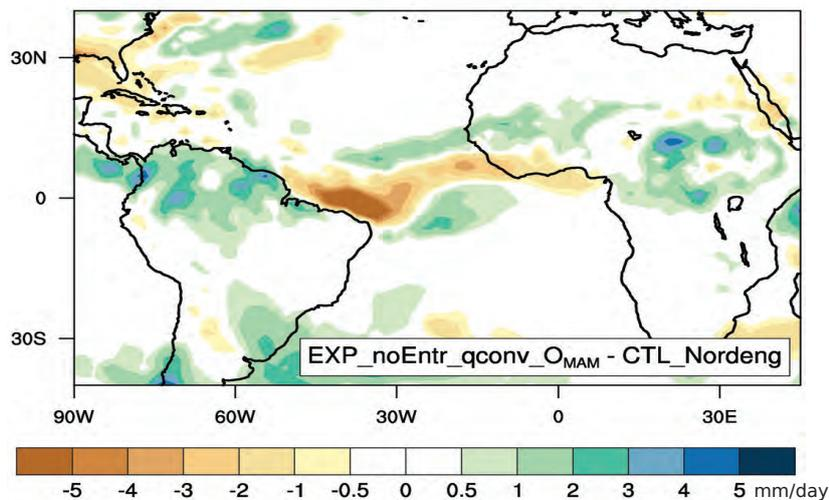 30N
0
30S
EXP_noEntr_qconv_O_MAM - CTL_Nordeng
90W 60W 30W 0 30E
-5 -4 -3 -2 -1 -0.5 0 0.5 1 2 3 4 5 mm/day